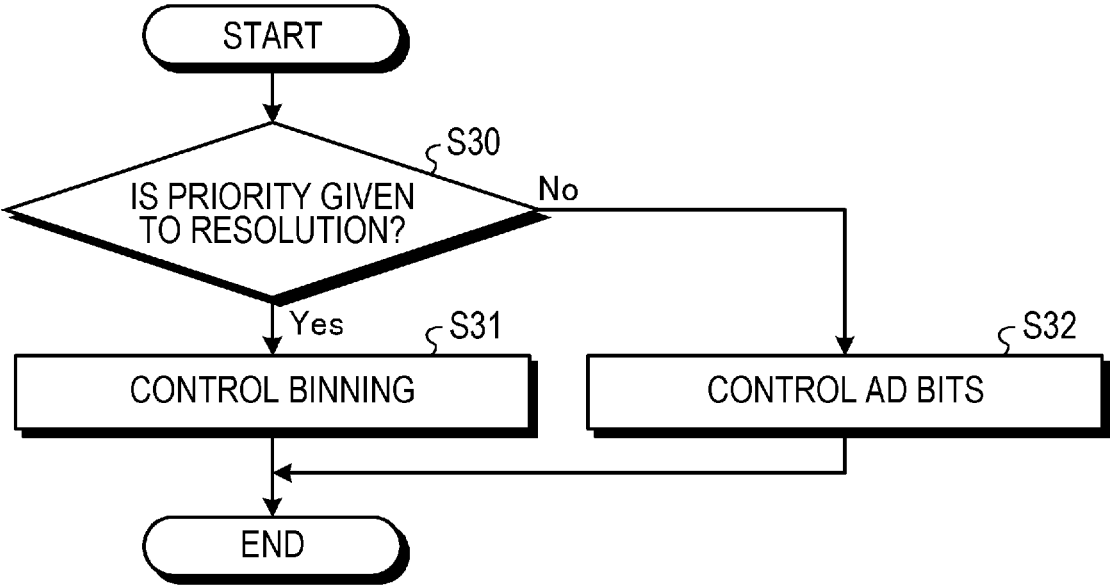 START
S30
IS PRIORITY GIVEN
TO RESOLUTION?
No
Yes
S31
CONTROL BINNING
S32
CONTROL AD BITS
END